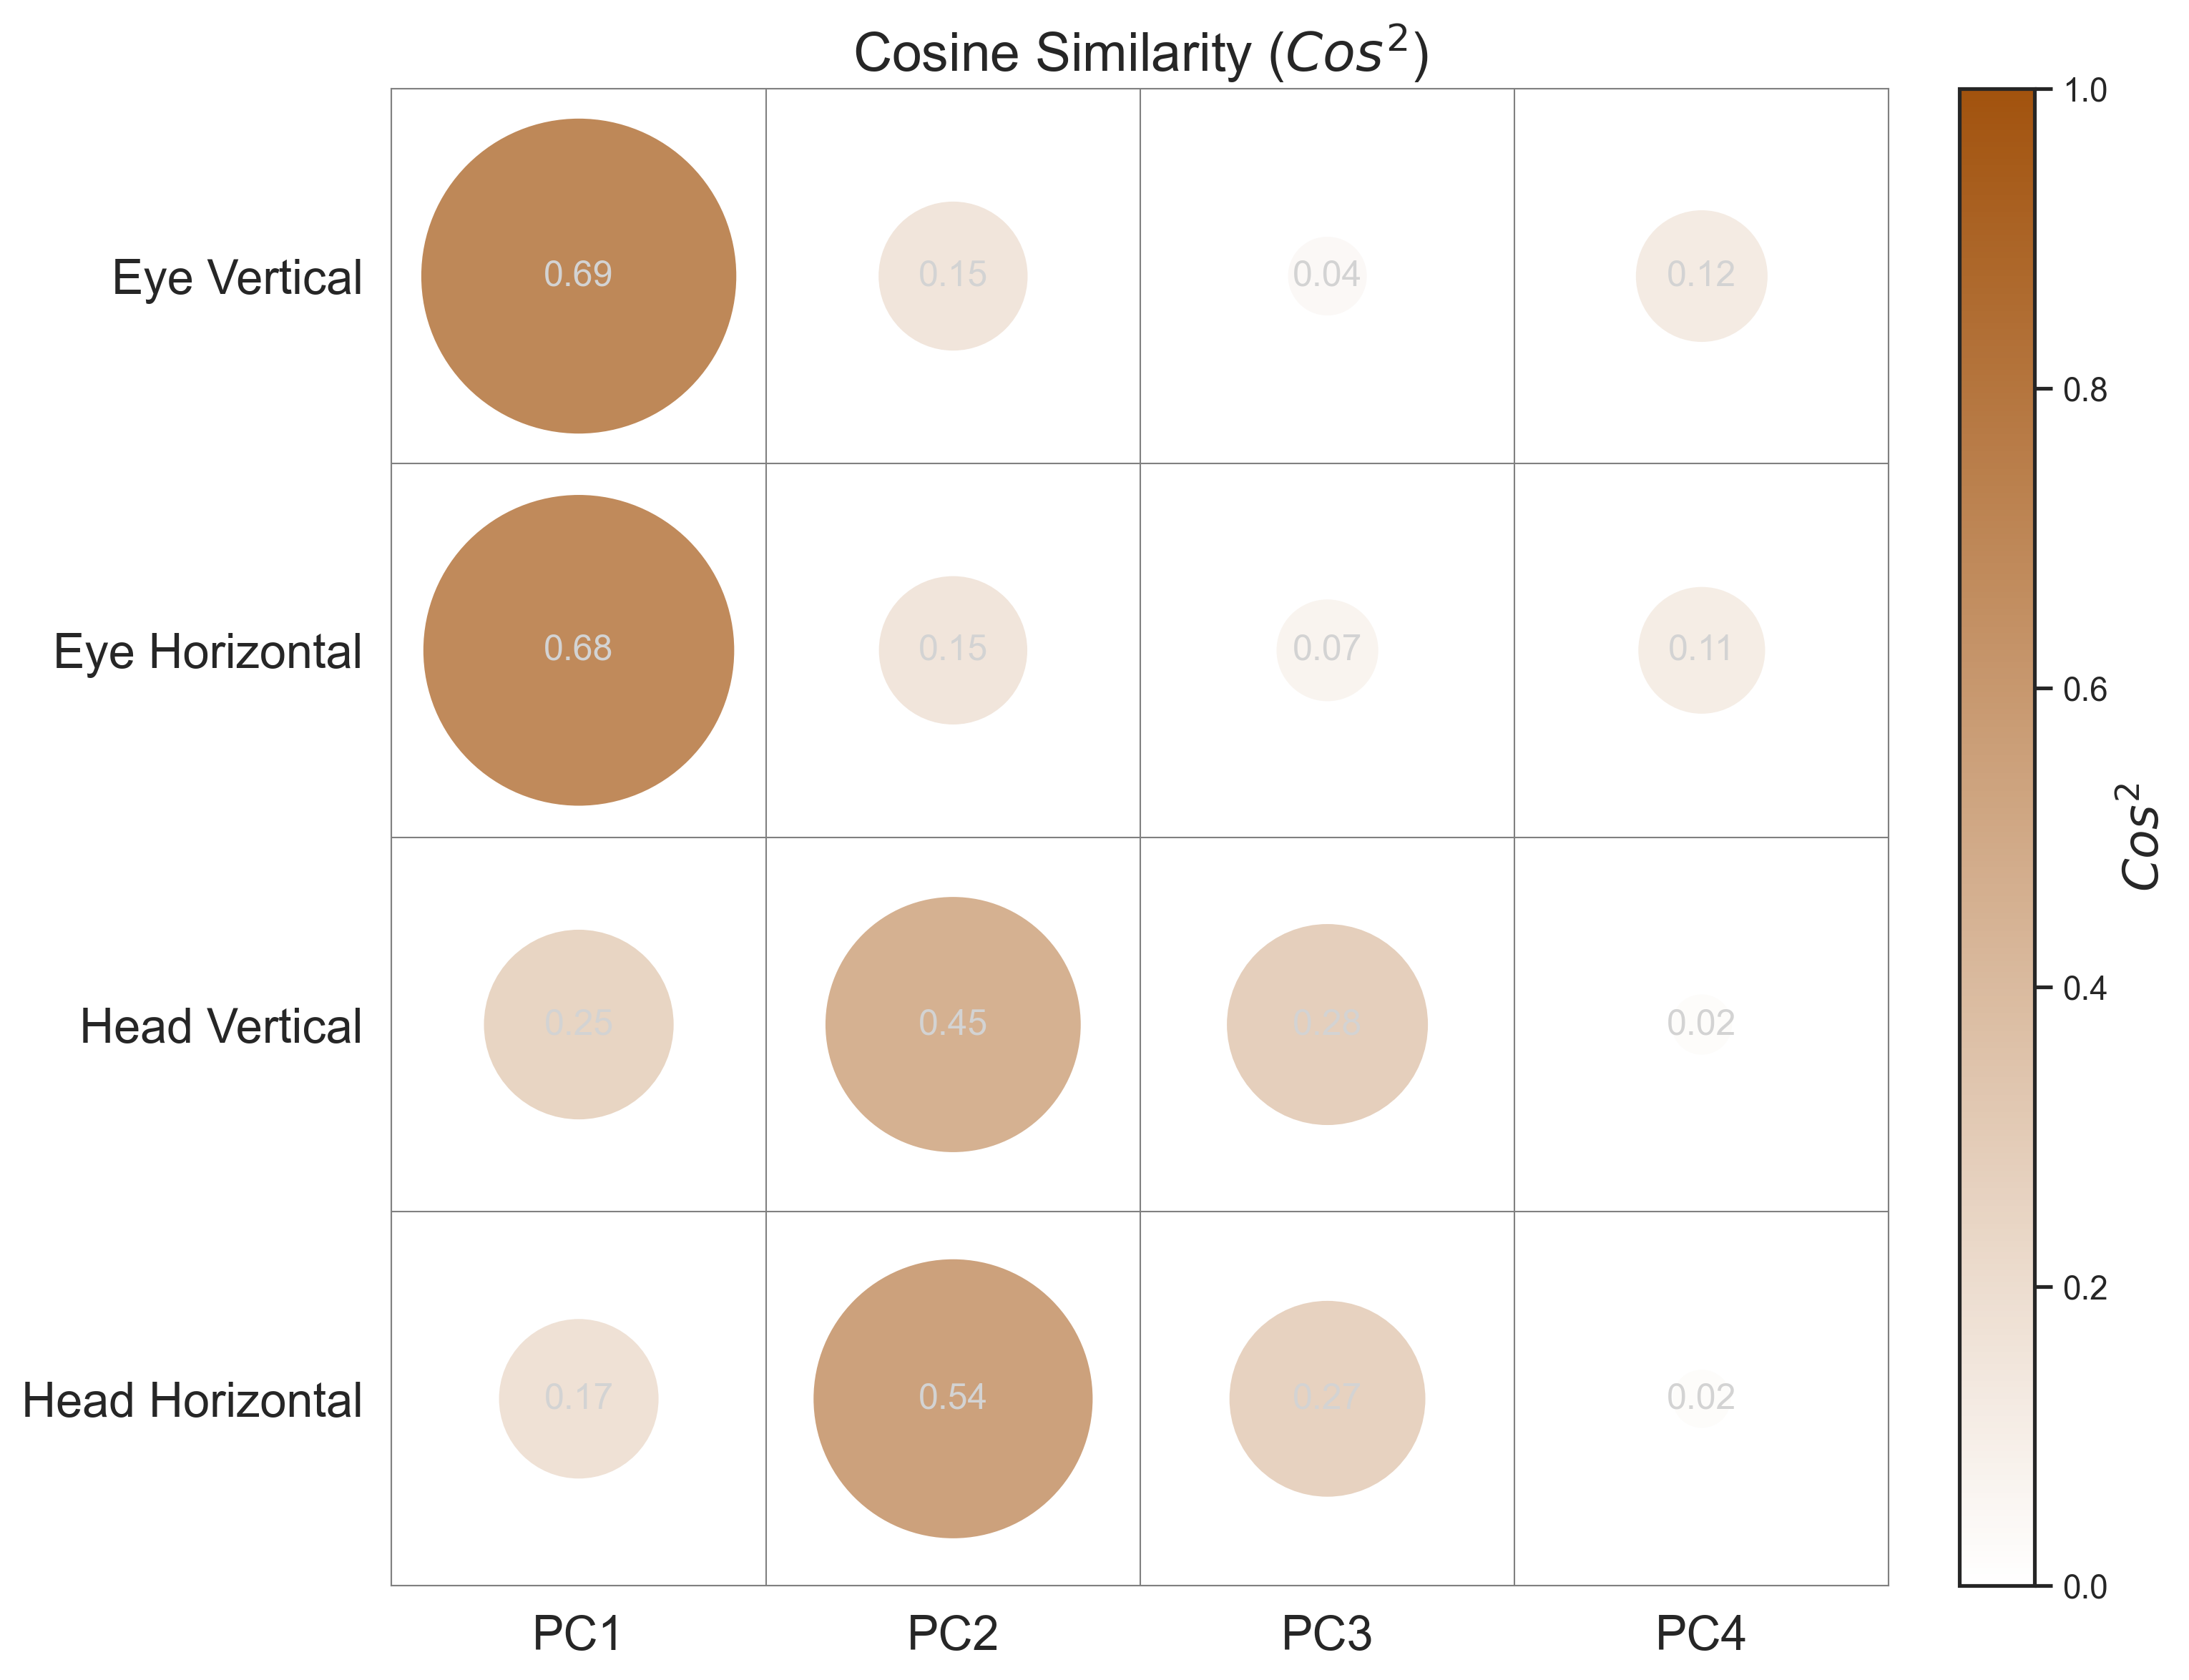 Cosine Similarity (Cos²)
Eye Vertical 0.69 0.15 0.04 0.12
Eye Horizontal 0.68 0.15 0.07 0.11
Head Vertical 0.25 0.45 0.28 0.02
Head Horizontal 0.17 0.54 0.27 0.02
PC1 PC2 PC3 PC4
1.0
0.8
0.6
0.4
0.2
0.0
Cos²